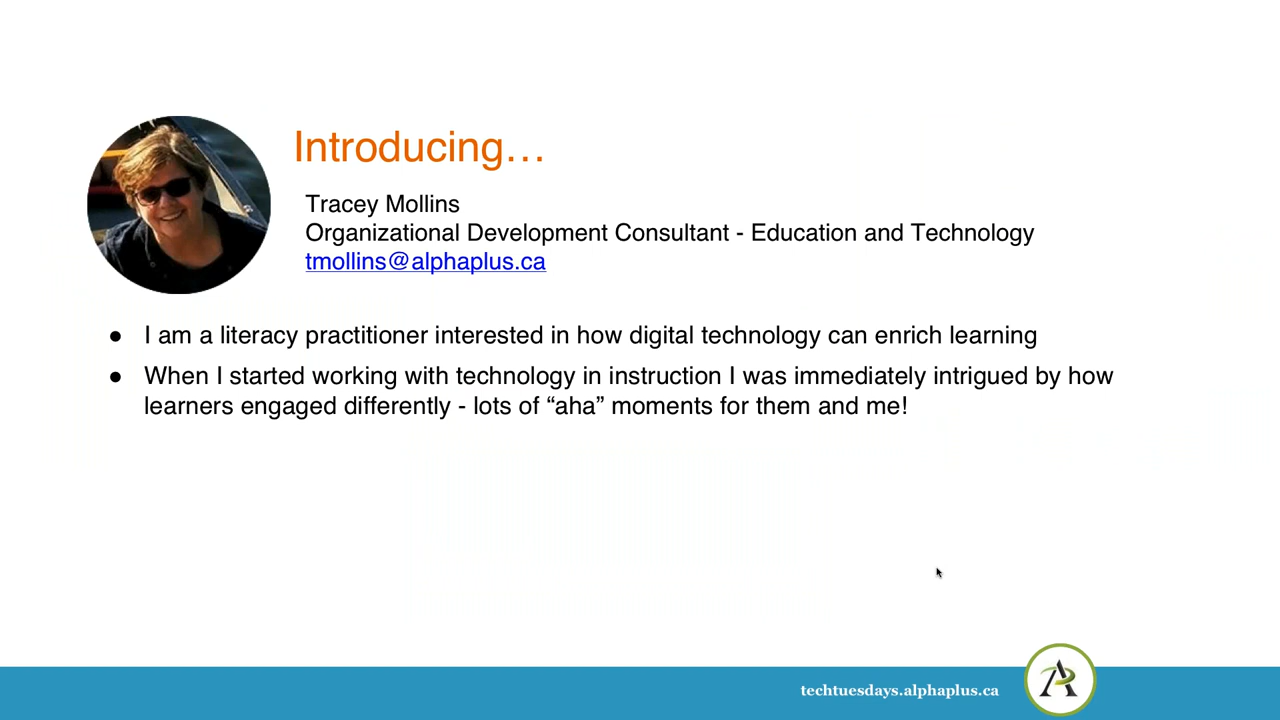 Introducing…
Tracey Mollins
Organizational Development Consultant - Education and Technology
tmollins@alphaplus.ca
● I am a literacy practitioner interested in how digital technology can enrich learning
● When I started working with technology in instruction I was immediately intrigued by how
learners engaged differently - lots of “aha” moments for them and me!
techtuesdays.alphaplus.ca